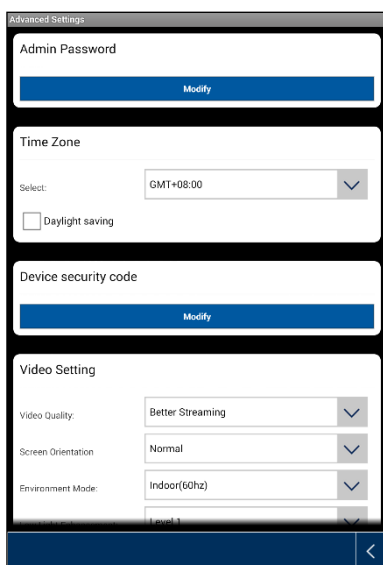 Advanced Settings
Admin Password
Modify
Time Zone
Select: GMT+08:00
Daylight saving
Device security code
Modify
Video Setting
Video Quality: Better Streaming
Screen Orientation Normal
Environment Mode: Indoor(60hz)
Level 1